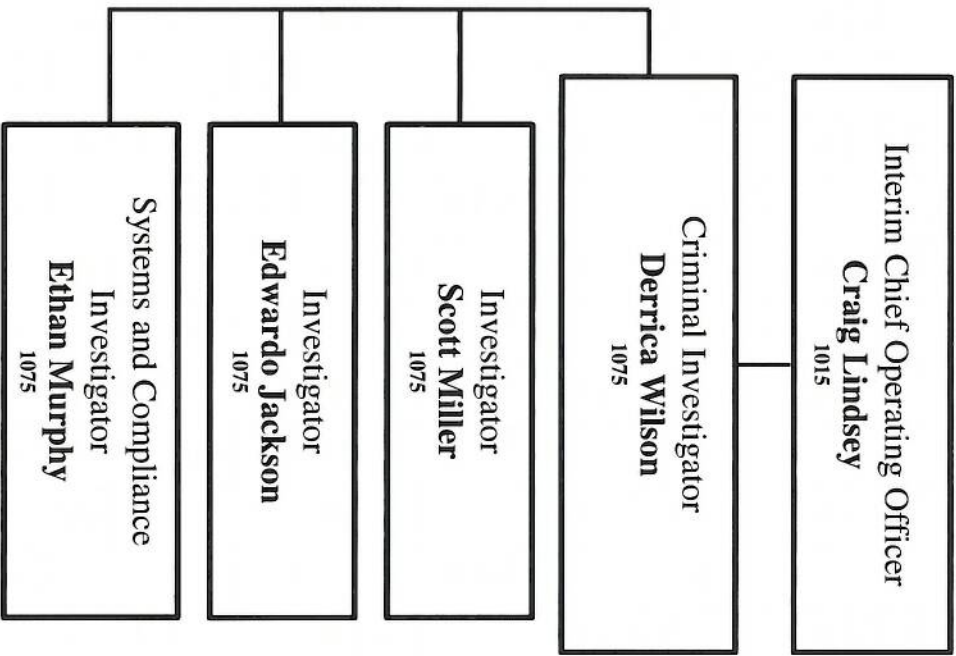 Interim Chief Operating Officer
Craig Lindsey
1015
Criminal Investigator
Derrica Wilson
1075
Investigator
Scott Miller
1075
Investigator
Edwardo Jackson
1075
Systems and Compliance
Investigator
Ethan Murphy
1075